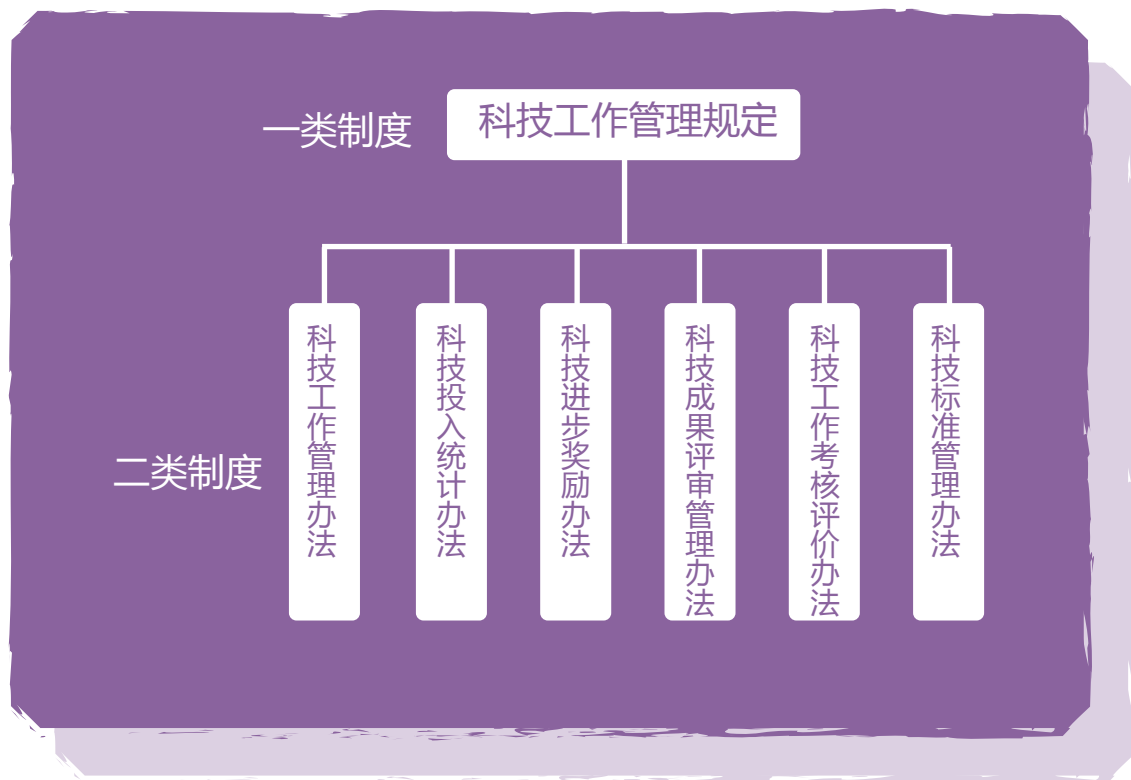 一类制度
科技工作管理规定
二类制度
科技工作管理办法
科技投入统计办法
科技进步奖励办法
科技成果评审管理办法
科技工作考核评价办法
科技标准管理办法